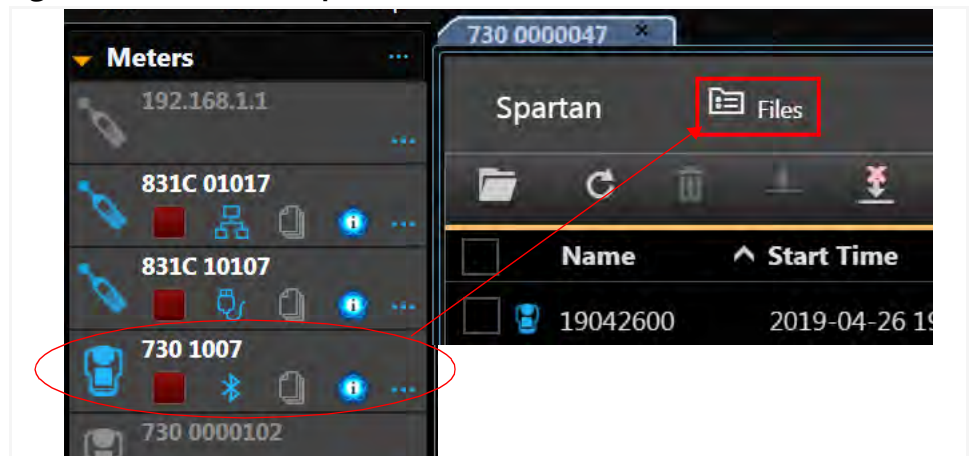 Meters
192.168.1.1
831C 01017
831C 10107
730 1007
730 0000102
730 0000047
Spartan
Files
Name
Start Time
19042600
2019-04-26 19